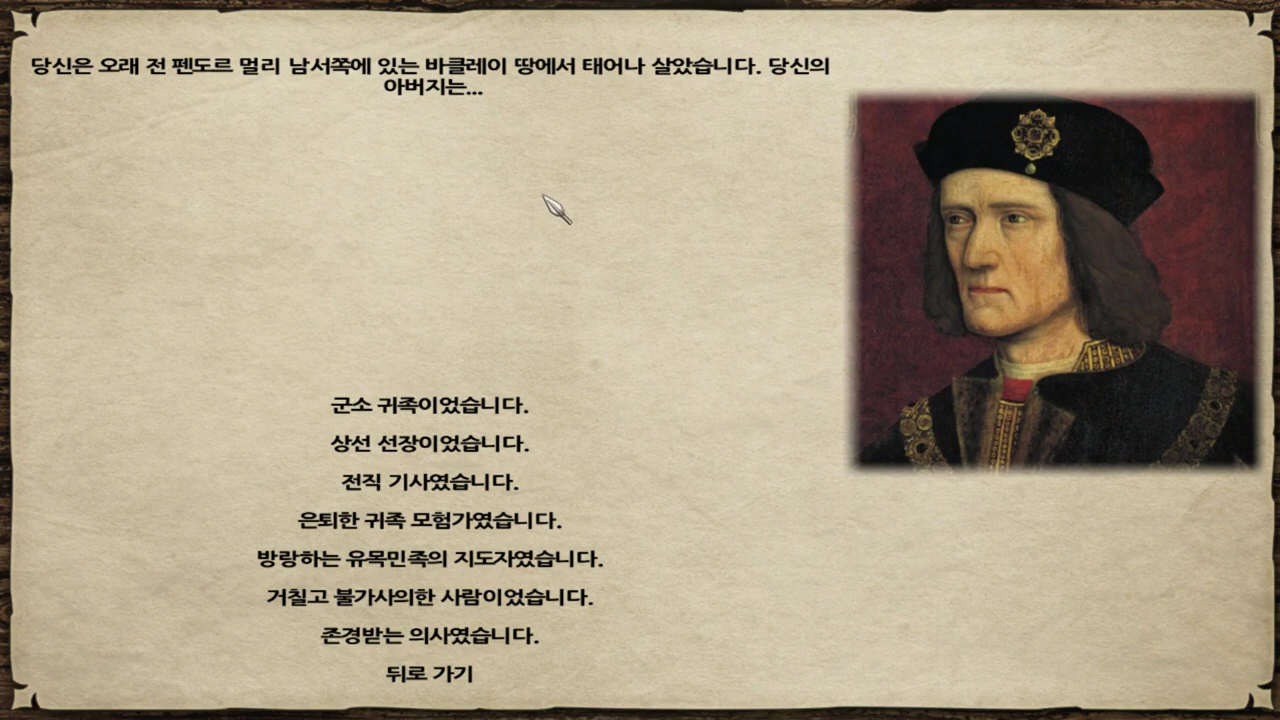 당신은 오래 전 펜도르 멀리 남서쪽에 있는 바클레이 땅에서 태어나 살았습니다. 당신의
아버지는...
군소 귀족이었습니다.
상선 선장이었습니다.
전직 기사였습니다.
은퇴한 귀족 모험가였습니다.
방랑하는 유목민족의 지도자였습니다.
거칠고 불가사의한 사람이었습니다.
존경받는 의사였습니다.
뒤로 가기